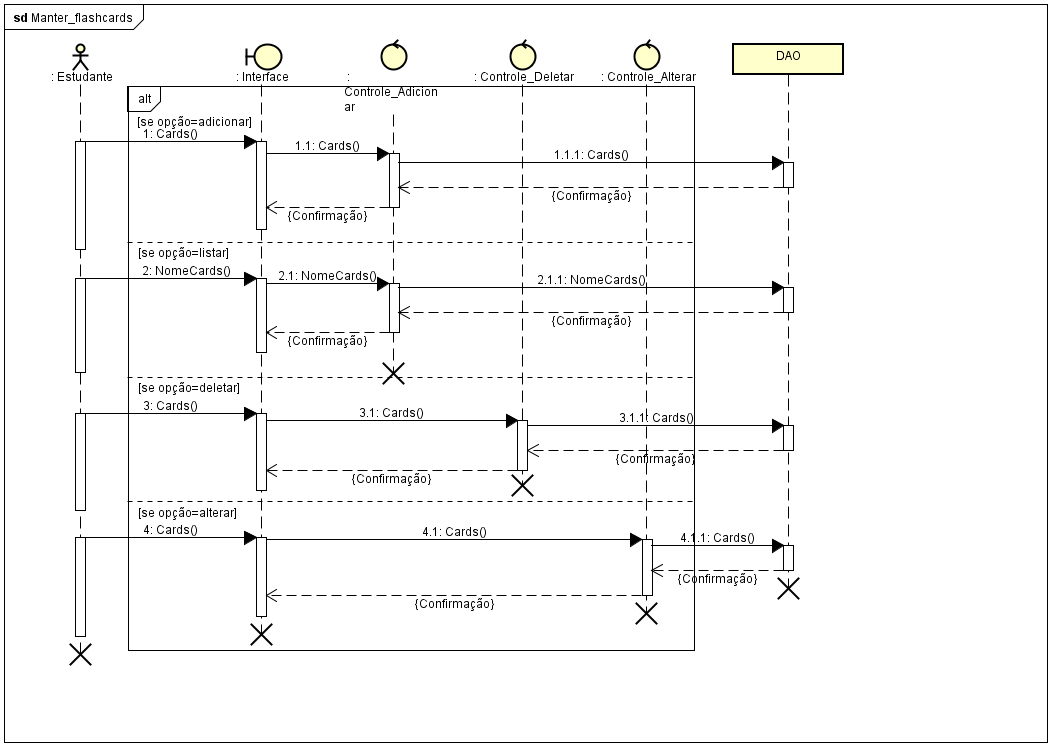 sd Manter_flashcards
: Estudante
: Interface
:
Controle_Adicion
ar
: Controle_Deletar
: Controle_Alterar
DAO
alt
[se opção=adicionar]
1: Cards()
1.1: Cards()
1.1.1: Cards()
{Confirmação}
{Confirmação}
[se opção=listar]
2: NomeCards()
2.1: NomeCards()
2.1.1: NomeCards()
{Confirmação}
{Confirmação}
[se opção=deletar]
3: Cards()
3.1: Cards()
3.1.1: Cards()
{Confirmação}
{Confirmação}
[se opção=alterar]
4: Cards()
4.1: Cards()
4.1.1: Cards()
{Confirmação}
{Confirmação}